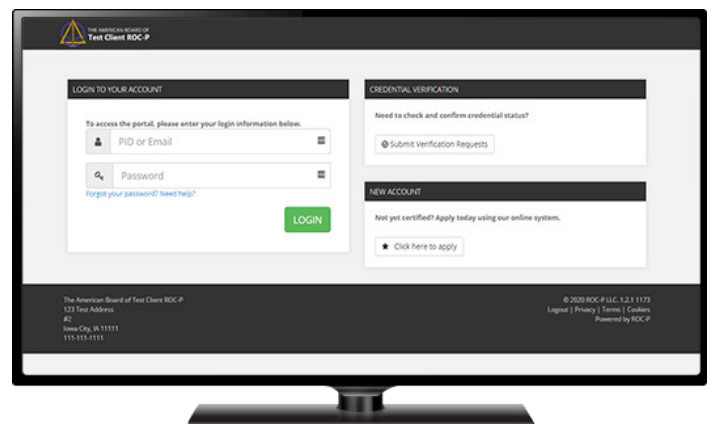 THE AMERICAN BOARD OF
Test Client ROC-P
LOGIN TO YOUR ACCOUNT
To access the portal, please enter your login information below.
PID or Email
Password
Forgot your password? Need help?
LOGIN
CREDENTIAL VERIFICATION
Need to check and confirm credential status?
Submit Verification Requests
NEW ACCOUNT
Not yet certified? Apply today using our online system.
Click here to apply
The American Board of Test Client ROC-P
123 Test Address
#2
Iowa City, IA 11111
111-111-1111
© 2020 ROC-P LLC. 1.2.1 1173
Logout | Privacy | Terms | Cookies
Powered by ROC-P